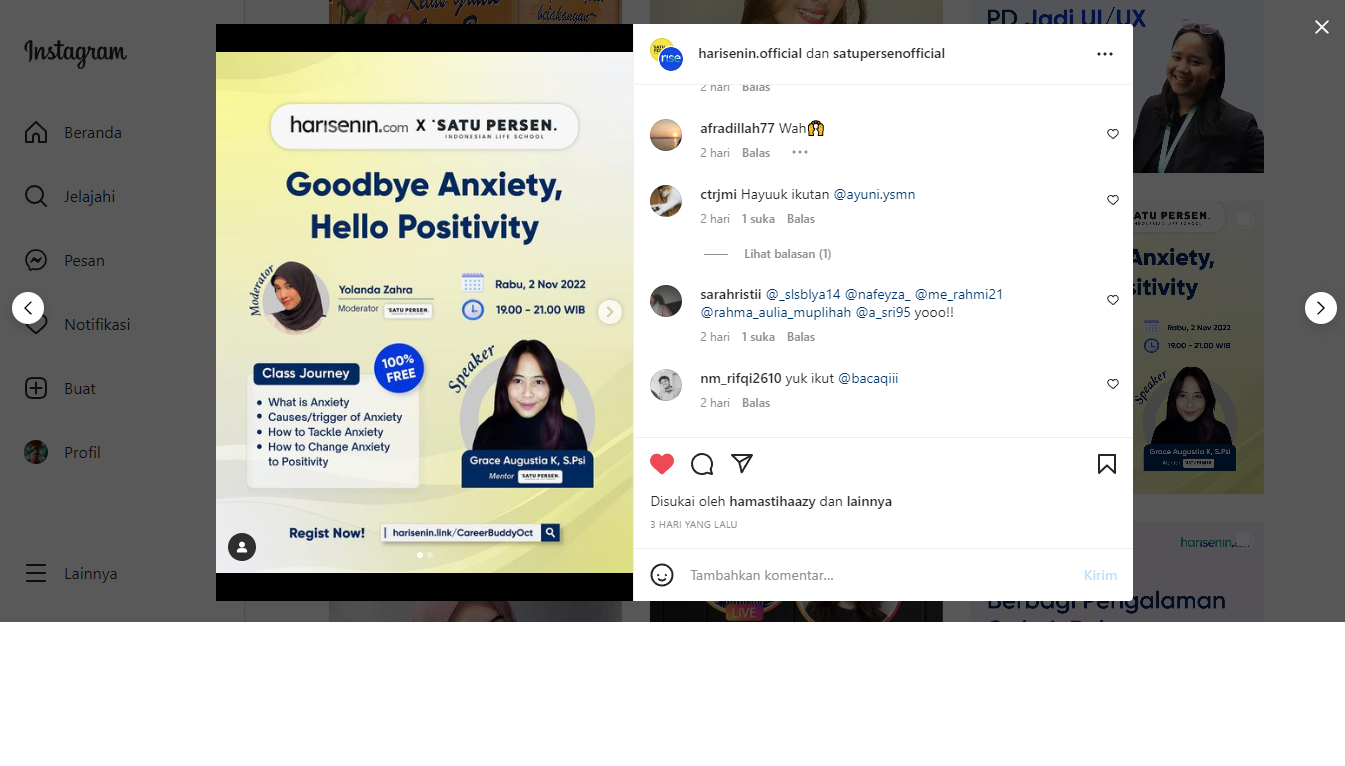 Instagram
Beranda
Jelajahi
Pesan
Notifikasi
Buat
Profil
Lainnya
harisenin.com X *SATU PERSEN.
INDONESIAN LIFE SCHOOL
Goodbye Anxiety,
Hello Positivity
Moderator
Yolanda Zahra
Moderator *SATU PERSEN.
Rabu, 2 Nov 2022
19.00 - 21.00 WIB
100%
FREE
Class Journey
• What is Anxiety
• Causes/trigger of Anxiety
• How to Tackle Anxiety
• How to Change Anxiety
to Positivity
Speaker
Grace Augustia K, S.Psi
Mentor *SATU PERSEN.
Regist Now! harisenin.link/CareerBuddyOct
rise
harisenin.official dan satupersenofficial
2 hari Balas
afradillah77 Wah🙌
2 hari Balas
ctrjmi Hayuuk ikutan @ayuni.ysmn
2 hari 1 suka Balas
Lihat balasan (1)
sarahristii @_slsblya14 @nafeyza_ @me_rahmi21
@rahma_aulia_muplihah @a_sri95 yooo!!
2 hari 1 suka Balas
nm_rifqi2610 yuk ikut @bacaqiii
2 hari Balas
Disukai oleh hamastihaazy dan lainnya
3 HARI YANG LALU
Tambahkan komentar...
Kirim
PD Jadi UI/UX
ATU PERSEN.
Anxiety,
sitivity
Rabu, 2 Nov 2022
19.00 - 21.00 WIB
Speaker
Grace Augustia K, S.Psi
Mentor
harisenin.
Berbagi Pengalaman
LIVE